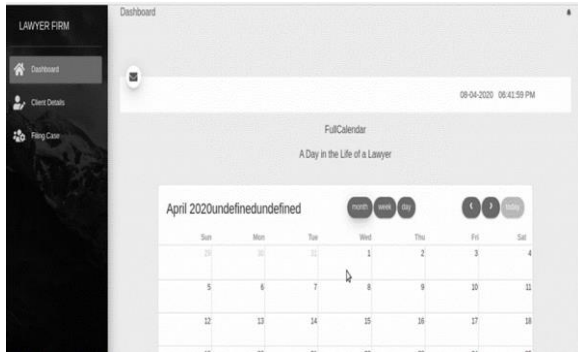 LAWYER FIRM
Dashboard
Client Details
Filing Case
Dashboard
08-04-2020 06:41:59 PM
FullCalendar
A Day in the Life of a Lawyer
April 2020undefinedundefined
month week day
‹ › today
Sun Mon Tue Wed Thu Fri Sat
29 30 31 1 2 3 4
5 6 7 8 9 10 11
12 13 14 15 16 17 18